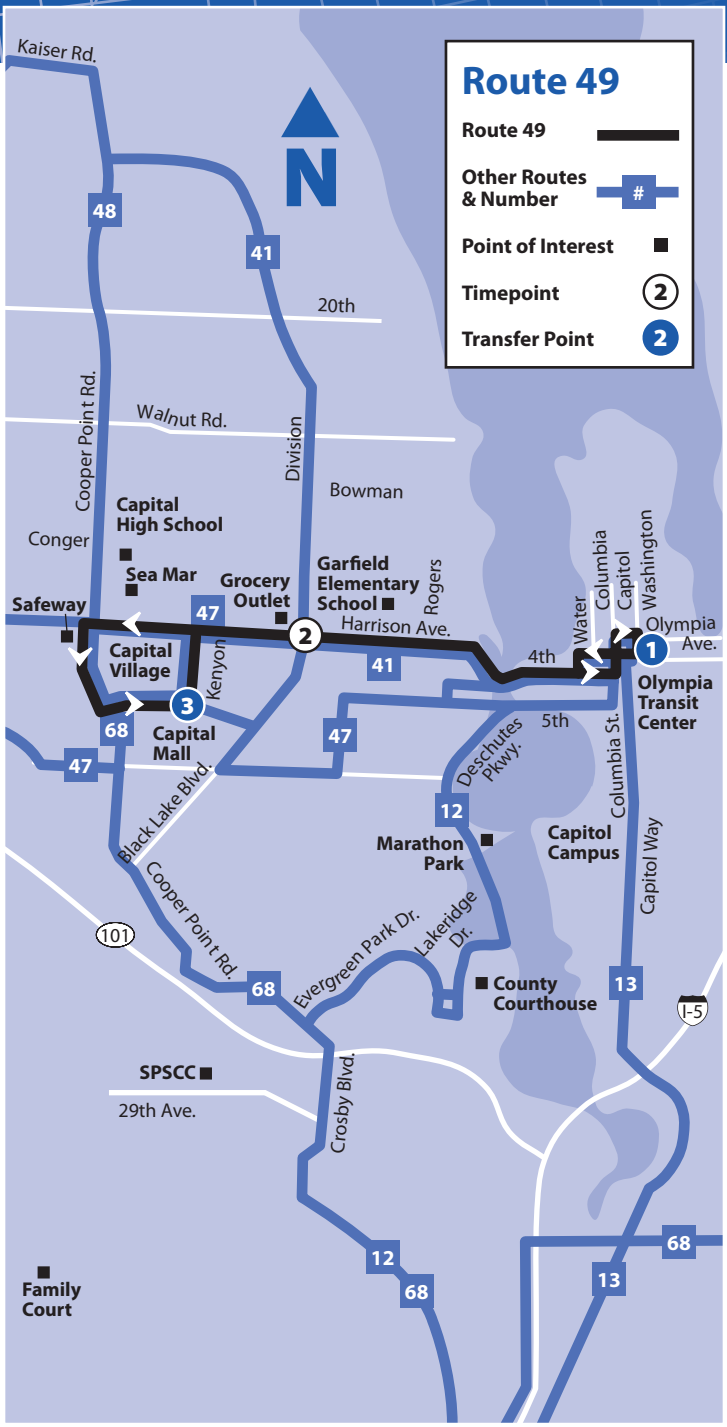 Kaiser Rd.
Route 49
Route 49
Other Routes
& Number
#
Point of Interest
Timepoint
2
Transfer Point
2
N
48
41
20th
Cooper Point Rd.
Walnut Rd.
Division
Bowman
Capital
High School
Conger
Sea Mar
Grocery
Outlet
Garfield
Elementary
School
Rogers
Water
Columbia
Capitol
Washington
Safeway
47
2
Harrison Ave.
Olympia
Ave.
Capital
Village
Kenyon
41
4th
1
Olympia
Transit
Center
3
68
Capital
Mall
47
5th
47
Black Lake Blvd.
Deschutes
Pkwy.
Columbia St.
12
Marathon
Park
Capitol
Campus
Capitol Way
Cooper Point Rd.
101
Evergreen Park Dr.
Lakeridge
Dr.
68
County
Courthouse
13
I-5
SPSCC
29th Ave.
Crosby Blvd.
12
68
68
13
Family
Court